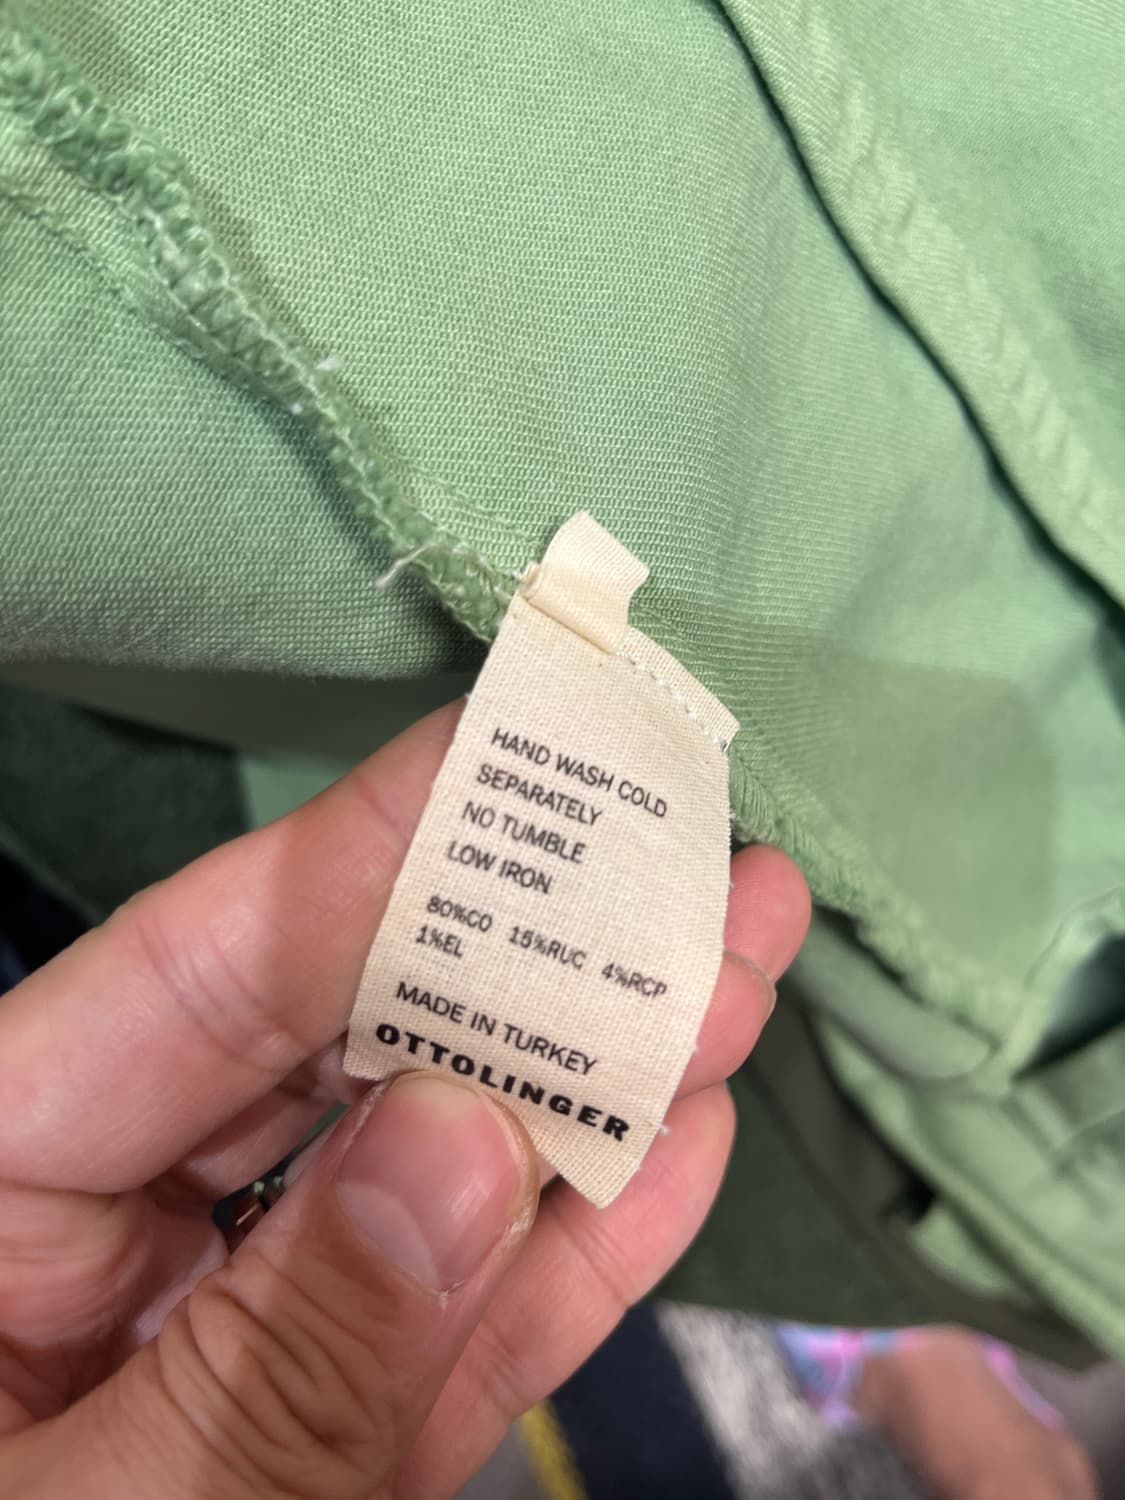 HAND WASH COLD
SEPARATELY
NO TUMBLE
LOW IRON
80%CO 15%RUC 4%RCP
1%EL
MADE IN TURKEY
OTTOLINGER